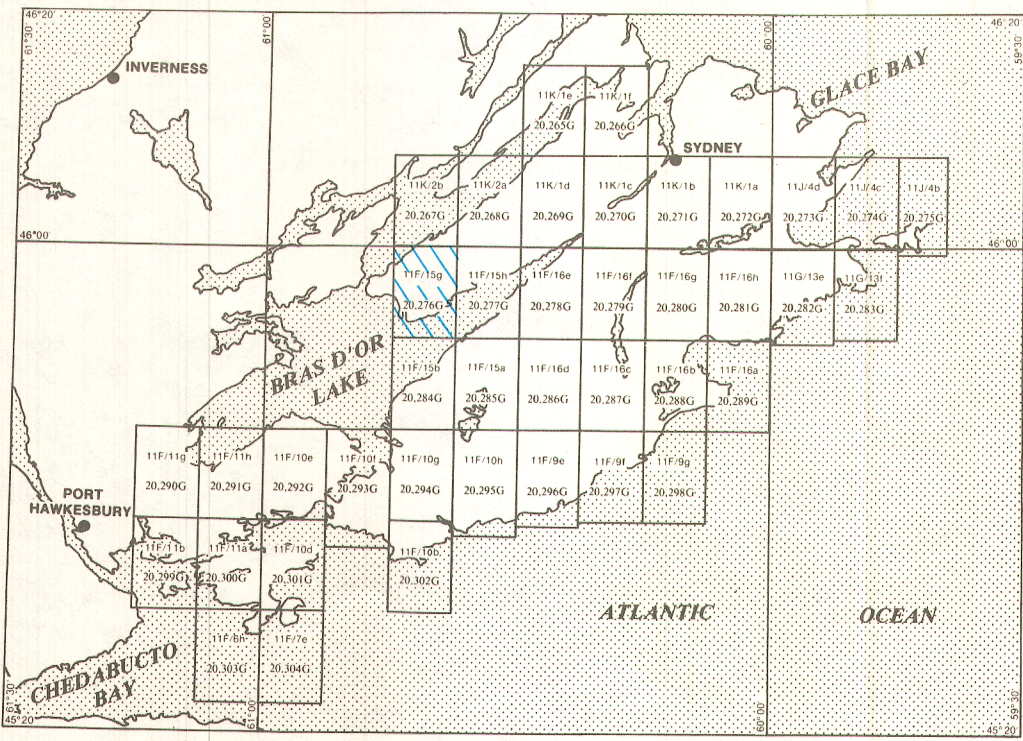 46°20'
61°30'
61°00'
60°00'
46°20'
59°30'
INVERNESS
GLACE BAY
11K/1e
11K/1f
20,265G
20,266G
SYDNEY
11K/2b
11K/2a
11K/1d
11K/1c
11K/1b
11K/1a
11J/4d
11J/4c
11J/4b
20,267G
20,268G
20,269G
20,270G
20,271G
20,272G
20,273G
20,274G
20,275G
46°00'
46°00'
11F/15g
11F/15h
11F/16e
11F/16f
11F/16g
11F/16h
11G/13e
11G/13f
20,276G
20,277G
20,278G
20,279G
20,280G
20,281G
20,282G
20,283G
BRAS D'OR
LAKE
11F/15b
11F/15a
11F/16d
11F/16c
11F/16b
11F/16a
20,284G
20,285G
20,286G
20,287G
20,288G
20,289G
11F/11g
11F/11h
11F/10e
11F/10f
11F/10g
11F/10h
11F/9e
11F/9f
11F/9g
20,290G
20,291G
20,292G
20,293G
20,294G
20,295G
20,296G
20,297G
20,298G
PORT
HAWKESBURY
11F/11b
11F/11a
11F/10d
11F/10b
20,299G
20,300G
20,301G
20,302G
ATLANTIC
OCEAN
11F/6h
11F/7e
20,303G
20,304G
CHEDABUCTO
BAY
61°30'
45°20'
61°00'
60°00'
59°30'
45°20'